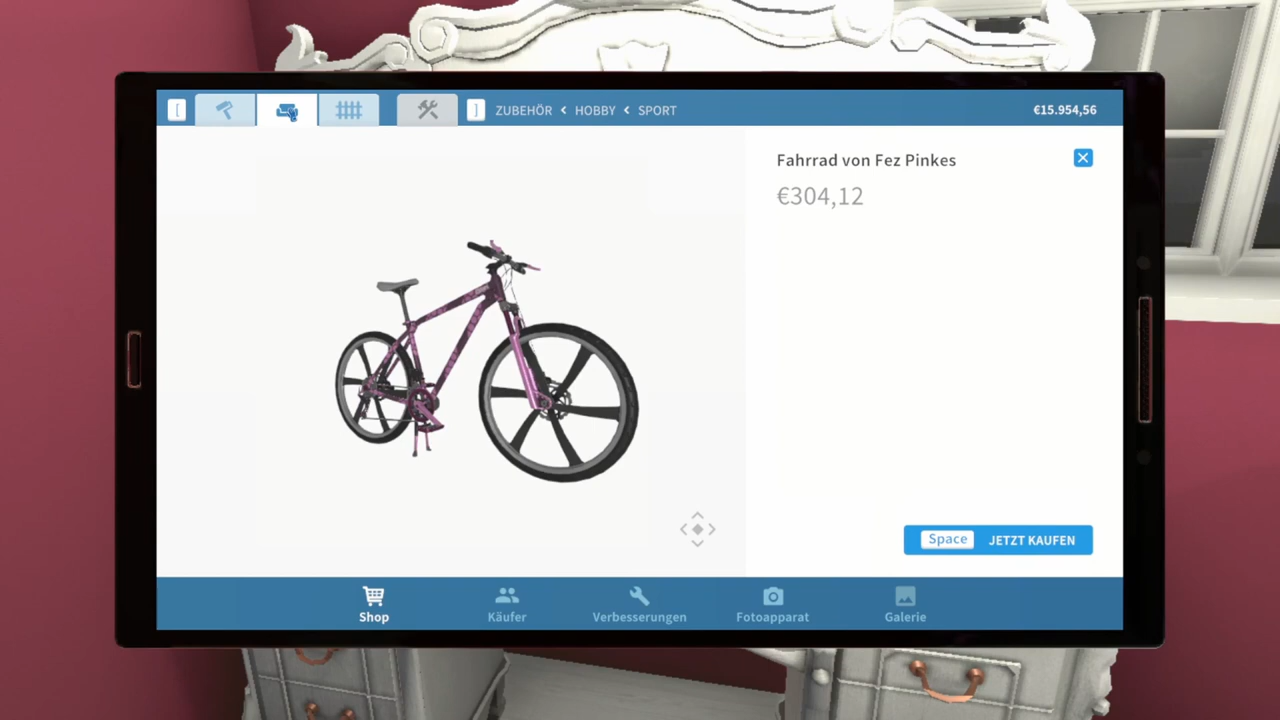 [
] ZUBEHÖR < HOBBY < SPORT
€15.954,56
Fahrrad von Fez Pinkes
€304,12
Space JETZT KAUFEN
Shop
Käufer
Verbesserungen
Fotoapparat
Galerie